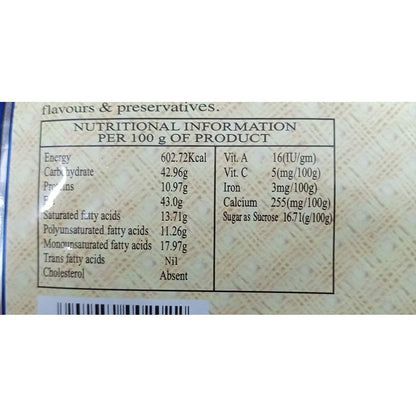 flavours & preservatives.
NUTRITIONAL INFORMATION
PER 100 g OF PRODUCT
Energy 602.72Kcal
Carbohydrate 42.96g
Proteins 10.97g
43.0g
Saturated fatty acids 13.71g
Polyunsaturated fatty acids 11.26g
Monounsaturated fatty acids 17.97g
Trans fatty acids Nil
Cholesterol Absent
Vit. A 16(IU/gm)
Vit. C 5(mg/100g)
Iron 3mg/100g)
Calcium 255(mg/100g)
Sugar as Sucrose 16.71(g/100g)